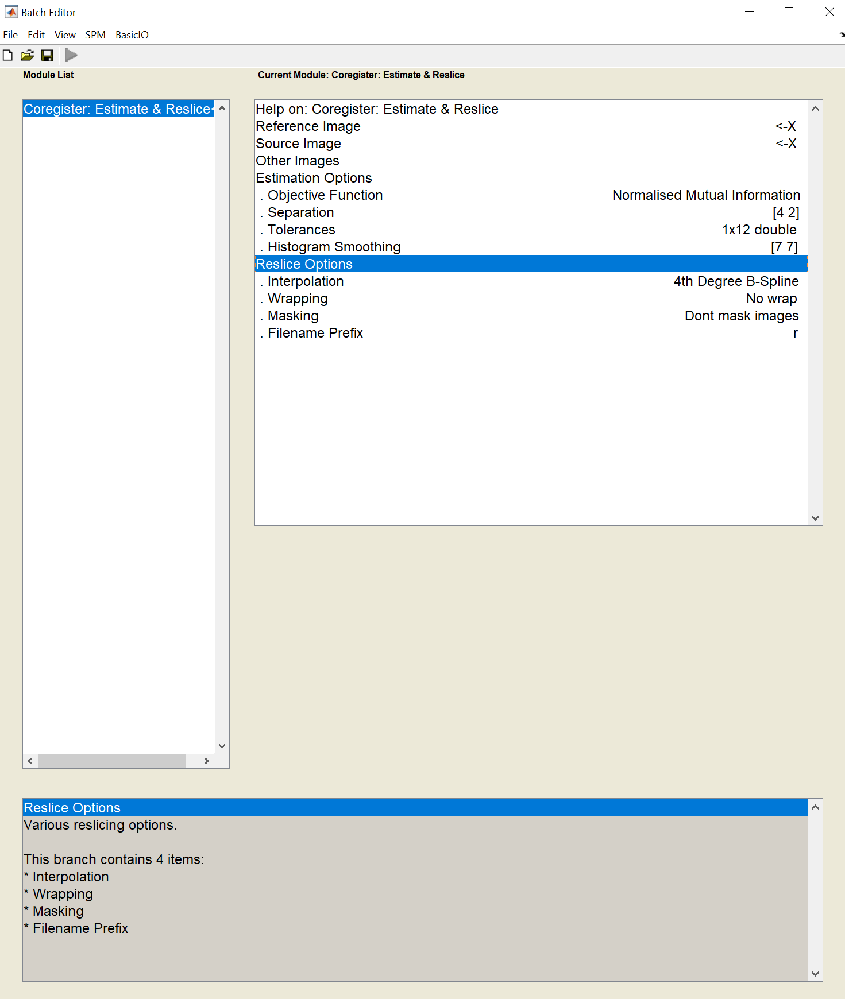 Batch Editor
File Edit View SPM BasicIO
Module List
Current Module: Coregister: Estimate & Reslice
Coregister: Estimate & Reslice<
Help on: Coregister: Estimate & Reslice
Reference Image <-X
Source Image <-X
Other Images
Estimation Options
. Objective Function Normalised Mutual Information
. Separation [4 2]
. Tolerances 1x12 double
. Histogram Smoothing [7 7]
Reslice Options
. Interpolation 4th Degree B-Spline
. Wrapping No wrap
. Masking Dont mask images
. Filename Prefix r
Reslice Options
Various reslicing options.
This branch contains 4 items:
* Interpolation
* Wrapping
* Masking
* Filename Prefix